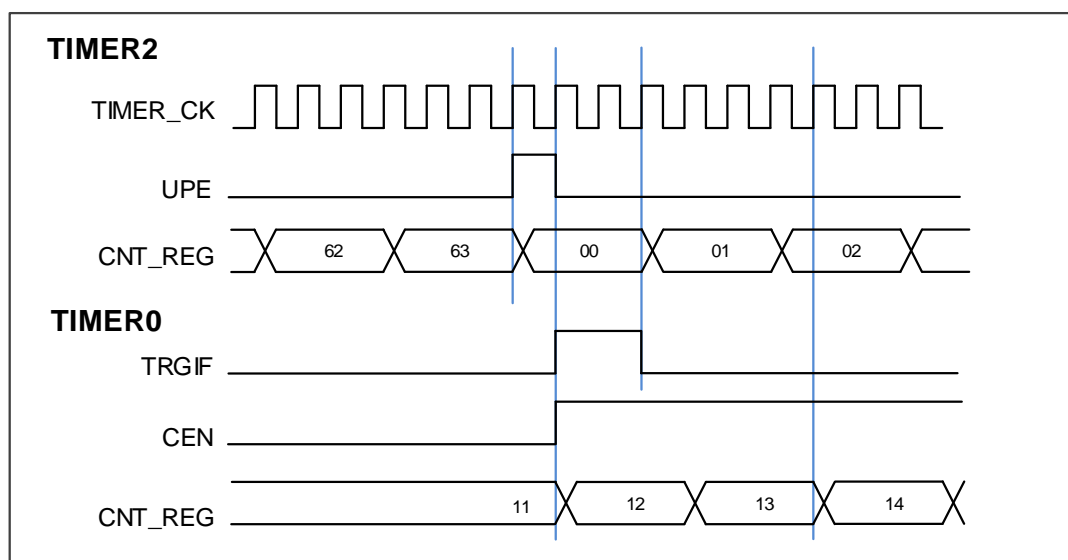 TIMER2
TIMER_CK
UPE
CNT_REG 62 63 00 01 02
TIMER0
TRGIF
CEN
CNT_REG 11 12 13 14